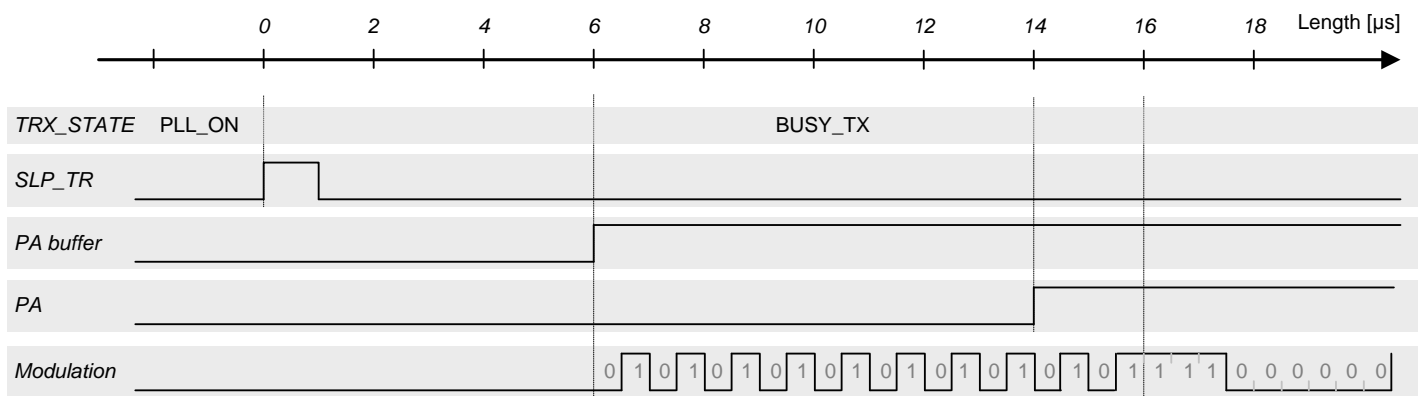 0 2 4 6 8 10 12 14 16 18 Length [µs]
TRX_STATE PLL_ON BUSY_TX
SLP_TR
PA buffer
PA
Modulation 0 1 0 1 0 1 0 1 0 1 0 1 0 1 0 1 0 1 0 1 1 1 1 0 0 0 0 0 0